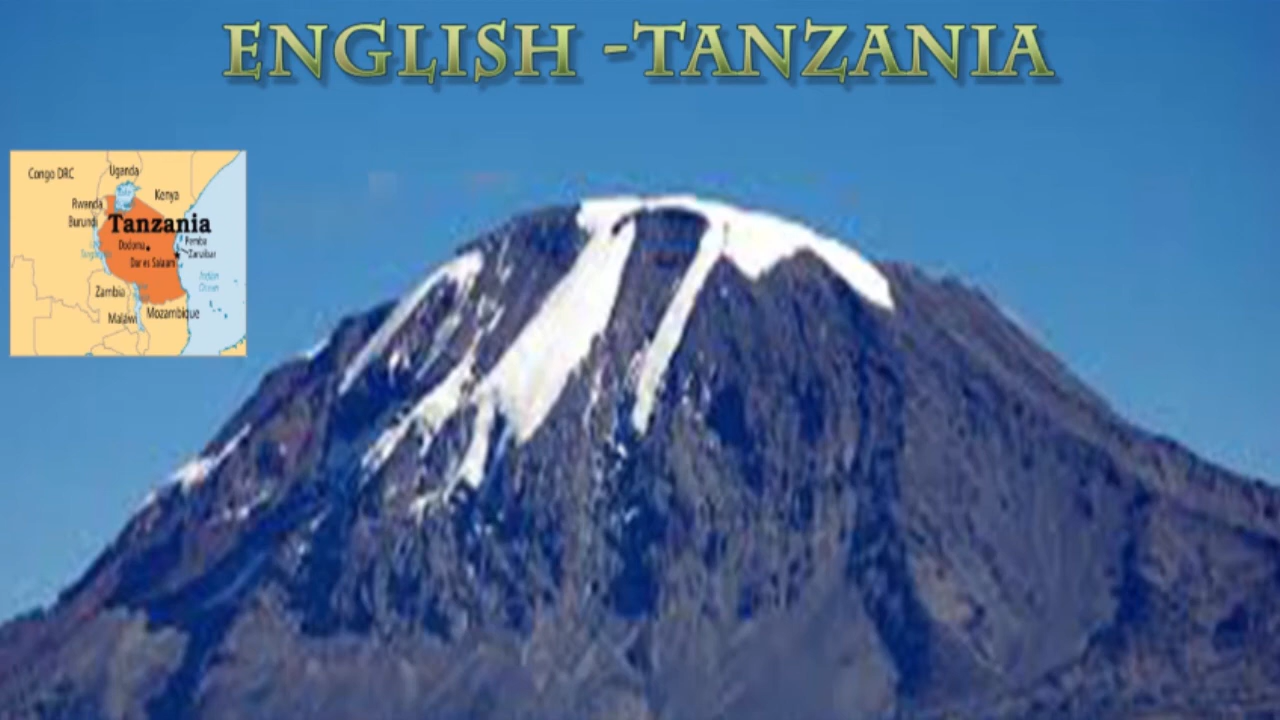 ENGLISH -TANZANIA
Congo DRC
Uganda
Kenya
Rwanda
Burundi
Tanzania
Dodoma
Pemba
Zanzibar
Dar es Salaam
Indian
Ocean
Zambia
Malawi
Mozambique